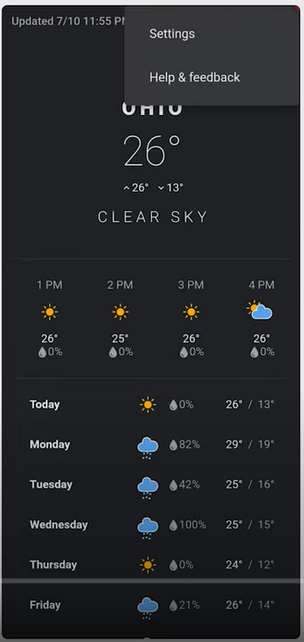 Updated 7/10 11:55
Settings
Help & feedback
OHIO
26°
26° 13°
CLEAR SKY
1 PM 2 PM 3 PM 4 PM
26° 25° 26° 26°
0% 0% 0% 0%
Today 0% 26° / 13°
Monday 82% 29° / 19°
Tuesday 42% 25° / 16°
Wednesday 100% 25° / 15°
Thursday 0% 24° / 12°
Friday 21% 26° / 14°